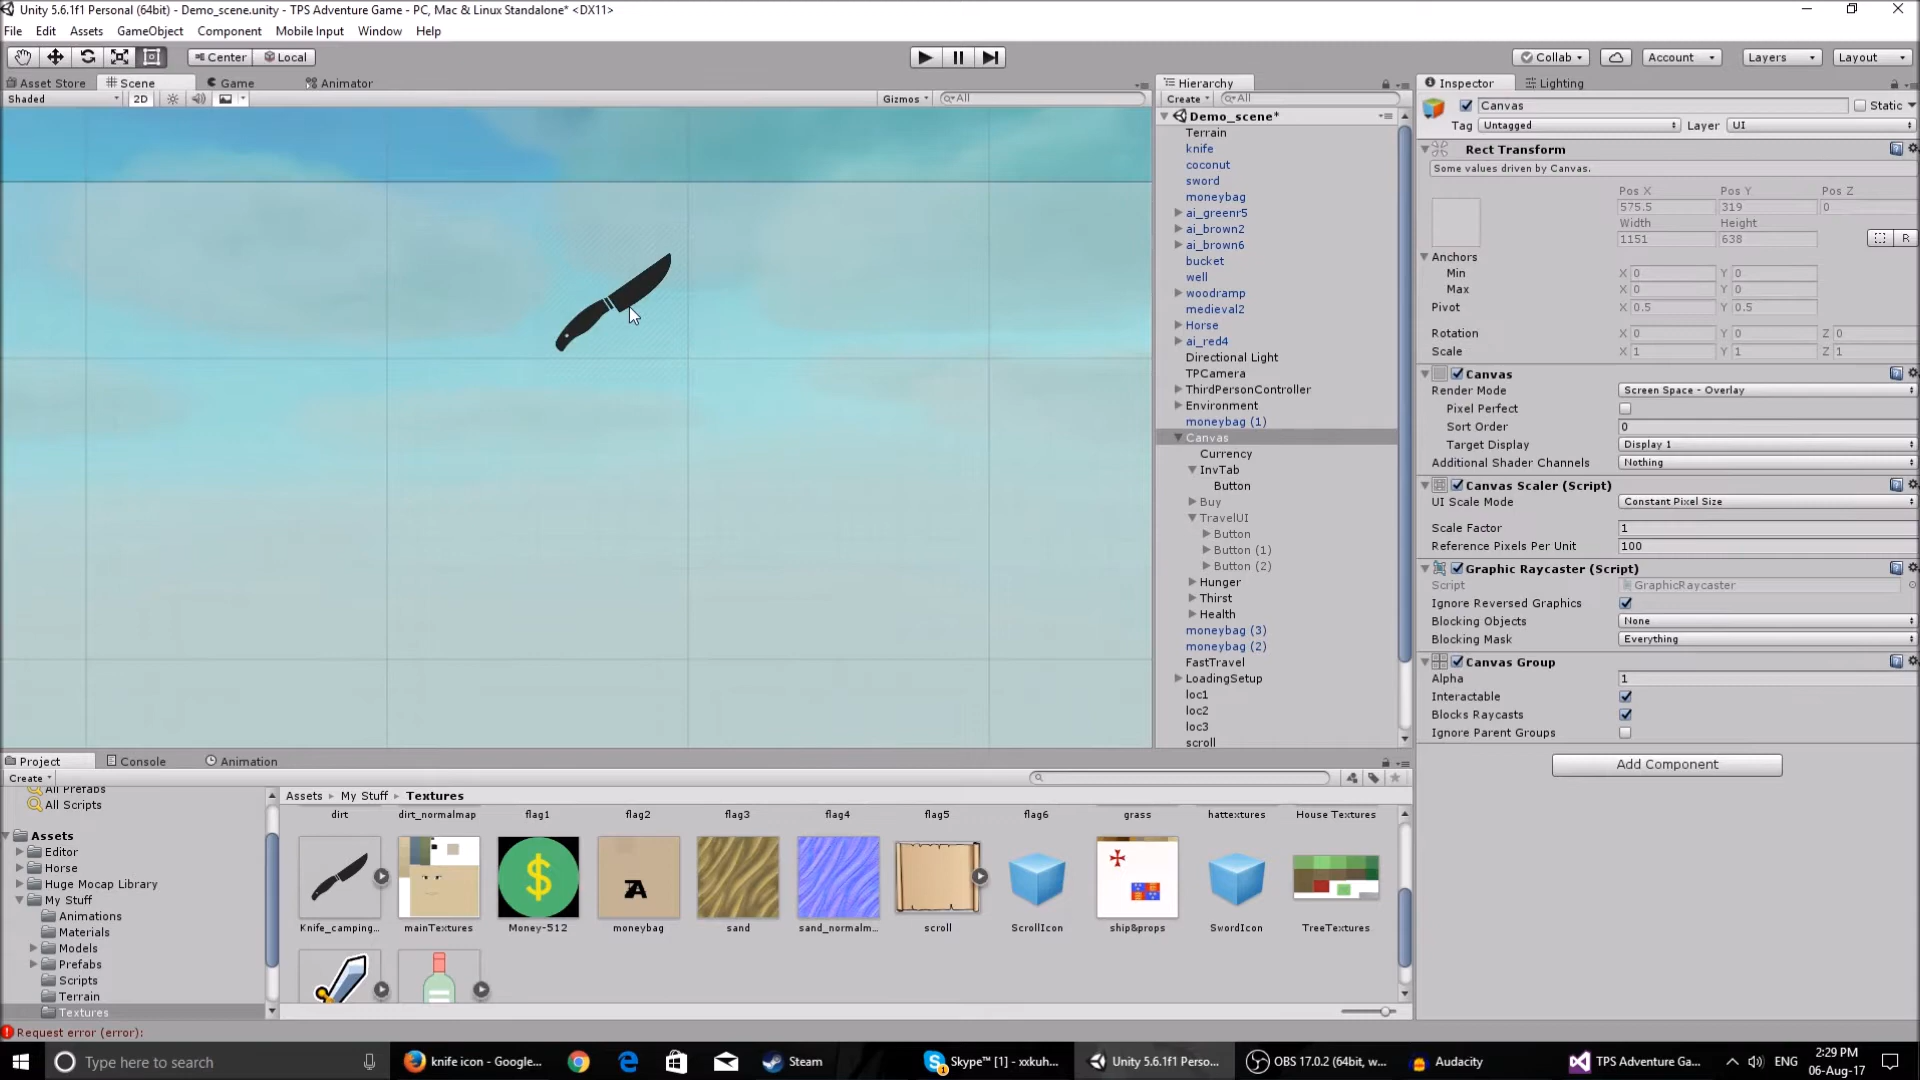 Unity 5.6.1f1 Personal (64bit) - Demo_scene.unity - TPS Adventure Game - PC, Mac & Linux Standalone* <DX11>
File Edit Assets GameObject Component Mobile Input Window Help
Center Local Collab Account Layers Layout
Asset Store Scene Game Animator
Shaded 2D Gizmos All
Hierarchy
Create All
Demo_scene*
Terrain
knife
coconut
sword
moneybag
ai_greenr5
ai_brown2
ai_brown6
bucket
well
woodramp
medieval2
Horse
ai_red4
Directional Light
TPCamera
ThirdPersonController
Environment
moneybag (1)
Canvas
Currency
InvTab
Button
Buy
TravelUI
Button
Button (1)
Button (2)
Hunger
Thirst
Health
moneybag (3)
moneybag (2)
FastTravel
LoadingSetup
loc1
loc2
loc3
scroll
Inspector Lighting
Canvas Static
Tag Untagged Layer UI
Rect Transform
Some values driven by Canvas.
Pos X Pos Y Pos Z
575.5 319 0
Width Height
1151 638 R
Anchors
Min X 0 Y 0
Max X 0 Y 0
Pivot X 0.5 Y 0.5
Rotation X 0 Y 0 Z 0
Scale X 1 Y 1 Z 1
Canvas
Render Mode Screen Space - Overlay
Pixel Perfect
Sort Order 0
Target Display Display 1
Additional Shader Channels Nothing
Canvas Scaler (Script)
UI Scale Mode Constant Pixel Size
Scale Factor 1
Reference Pixels Per Unit 100
Graphic Raycaster (Script)
Script GraphicRaycaster
Ignore Reversed Graphics
Blocking Objects None
Blocking Mask Everything
Canvas Group
Alpha 1
Interactable
Blocks Raycasts
Ignore Parent Groups
Add Component
Project Console Animation
Create
All Prefabs
All Scripts
Assets
Editor
Horse
Huge Mocap Library
My Stuff
Animations
Materials
Models
Prefabs
Scripts
Terrain
Textures
Assets My Stuff Textures
dirt dirt_normalmap flag1 flag2 flag3 flag4 flag5 flag6 grass hattextures House Textures
$
Knife_camping... mainTextures Money-512 moneybag sand sand_normalm... scroll ScrollIcon ship&props SwordIcon TreeTextures
Request error (error):
Type here to search knife icon - Google... Steam Skype™ [1] - xxkuh... Unity 5.6.1f1 Perso... OBS 17.0.2 (64bit, w... Audacity TPS Adventure Ga... ENG 2:29 PM
06-Aug-17